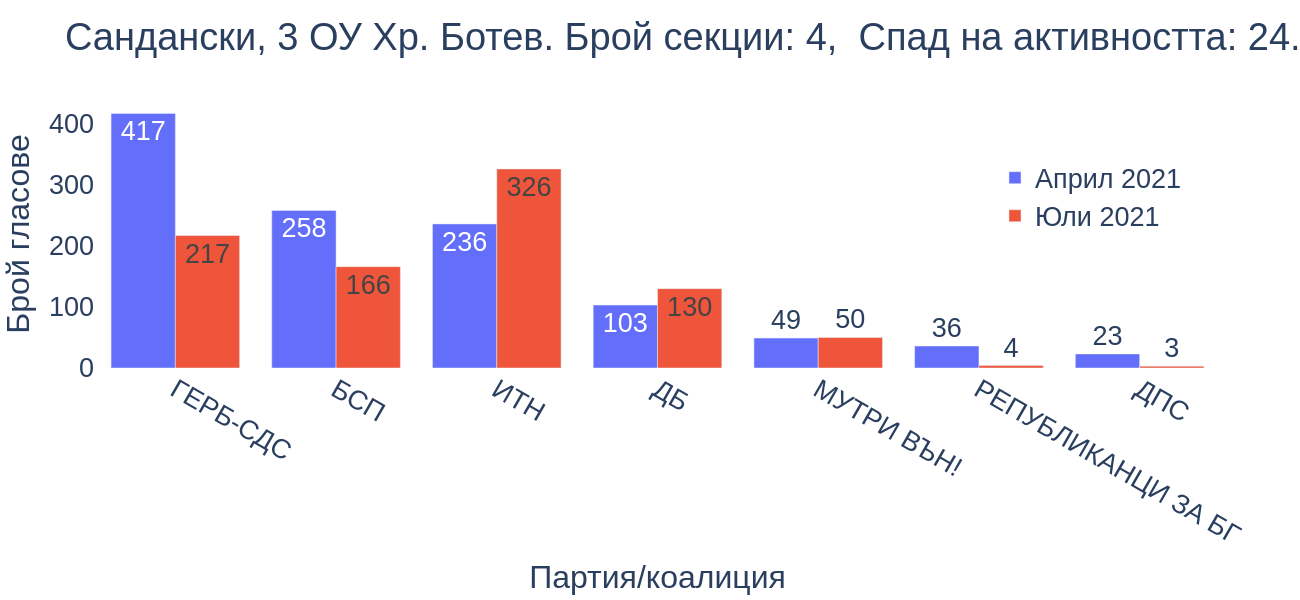 Сандански, 3 ОУ Хр. Ботев. Брой секции: 4,  Спад на активността: 24.
Брой гласове
400
300
200
100
0
417
217
258
166
236
326
103
130
49
50
36
4
23
3
Април 2021
Юли 2021
ГЕРБ-СДС
БСП
ИТН
ДБ
МУТРИ ВЪН!
РЕПУБЛИКАНЦИ ЗА БГ
ДПС
Партия/коалиция